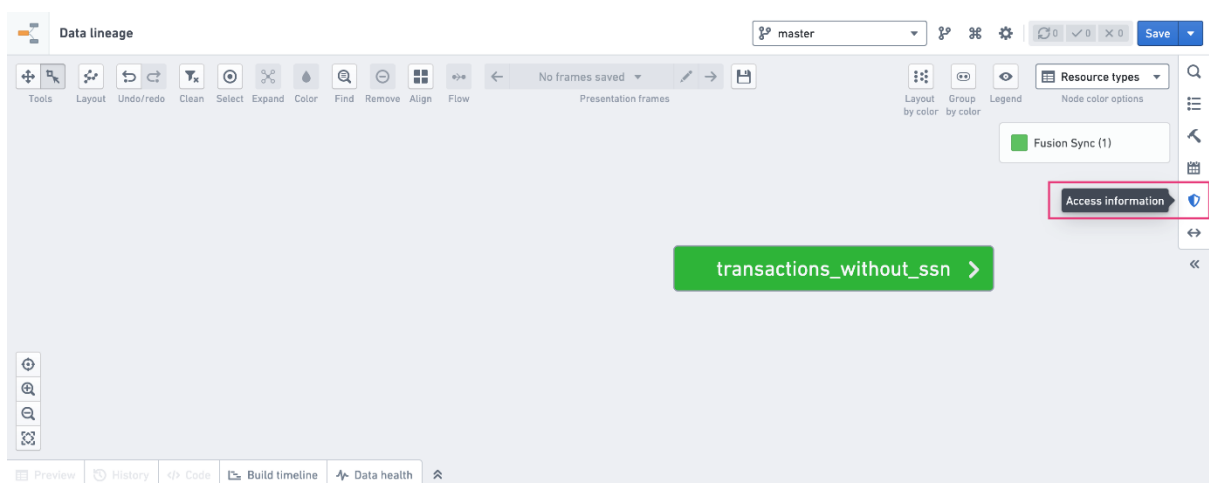 Data lineage
master
0 0 0
Save
No frames saved
Resource types
Tools Layout Undo/redo Clean Select Expand Color Find Remove Align Flow Presentation frames Layout by color Group by color Legend Node color options
Fusion Sync (1)
Access information
transactions_without_ssn
Preview History </> Code Build timeline Data health